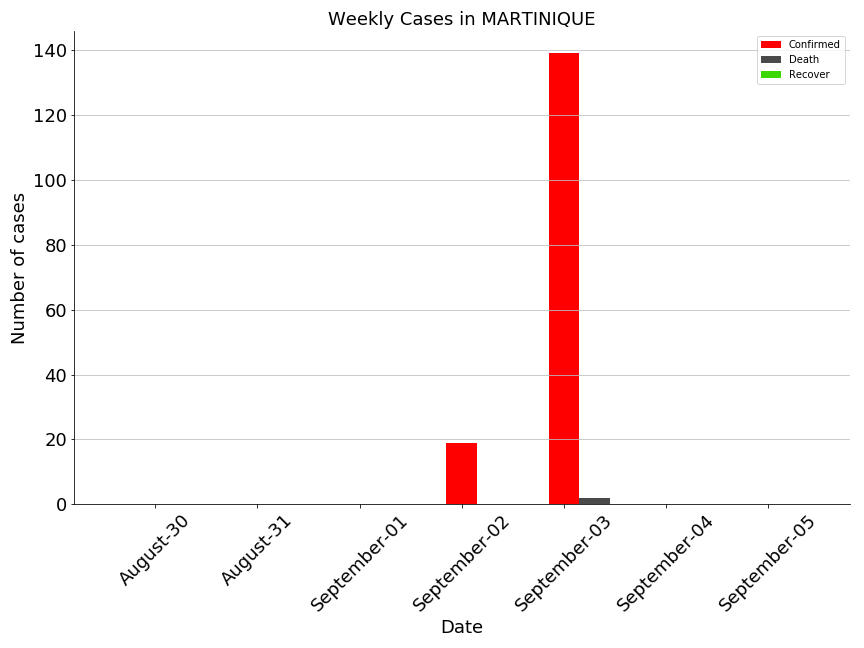 Weekly Cases in MARTINIQUE
Confirmed
Death
Recover
Number of cases
140
120
100
80
60
40
20
0
August-30
August-31
September-01
September-02
September-03
September-04
September-05
Date